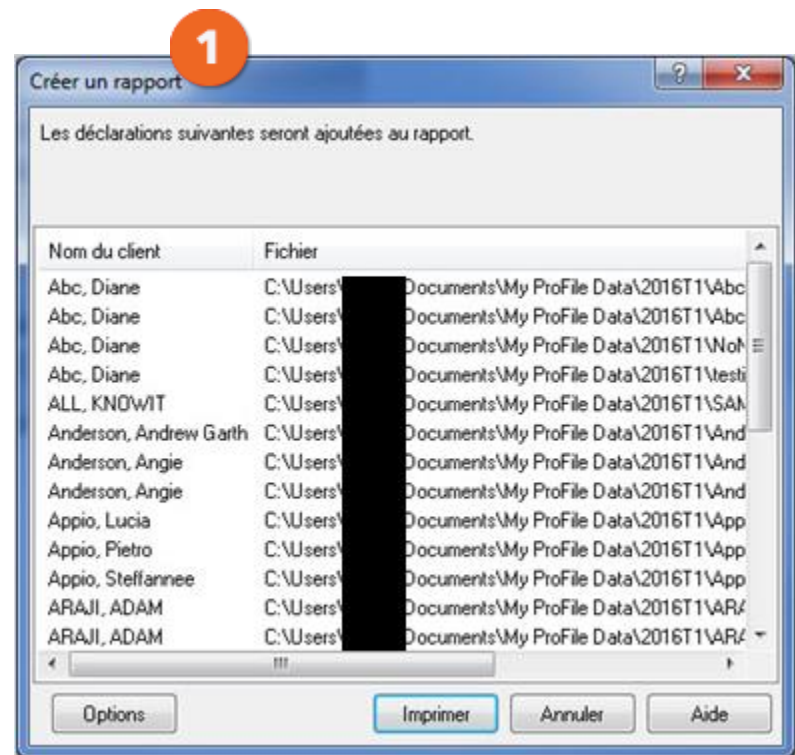 1
Créer un rapport
Les déclarations suivantes seront ajoutées au rapport.
Nom du client Fichier
Abc, Diane C:\Users\ Documents\My ProFile Data\2016T1\Abc
Abc, Diane C:\Users\ Documents\My ProFile Data\2016T1\Abc
Abc, Diane C:\Users\ Documents\My ProFile Data\2016T1\NoN
Abc, Diane C:\Users\ Documents\My ProFile Data\2016T1\testi
ALL, KNOWIT C:\Users\ Documents\My ProFile Data\2016T1\SAM
Anderson, Andrew Garth C:\Users\ Documents\My ProFile Data\2016T1\And
Anderson, Angie C:\Users\ Documents\My ProFile Data\2016T1\And
Anderson, Angie C:\Users\ Documents\My ProFile Data\2016T1\And
Appio, Lucia C:\Users\ Documents\My ProFile Data\2016T1\App
Appio, Pietro C:\Users\ Documents\My ProFile Data\2016T1\App
Appio, Steffannee C:\Users\ Documents\My ProFile Data\2016T1\App
ARAJI, ADAM C:\Users\ Documents\My ProFile Data\2016T1\ARA
ARAJI, ADAM C:\Users\ Documents\My ProFile Data\2016T1\ARA
Options Imprimer Annuler Aide